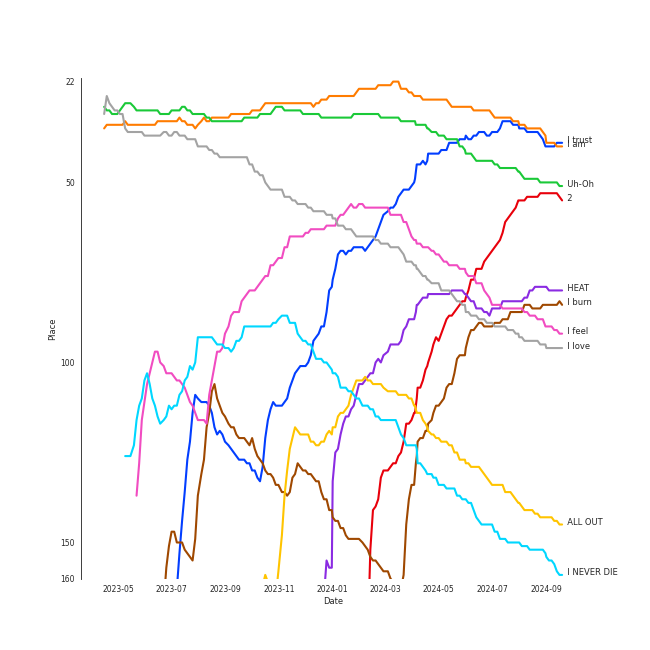 22
50
100
150
160
Place
2023-05 2023-07 2023-09 2023-11 2024-01 2024-03 2024-05 2024-07 2024-09
Date
I trust
I am
Uh-Oh
2
HEAT
I burn
I feel
I love
ALL OUT
I NEVER DIE